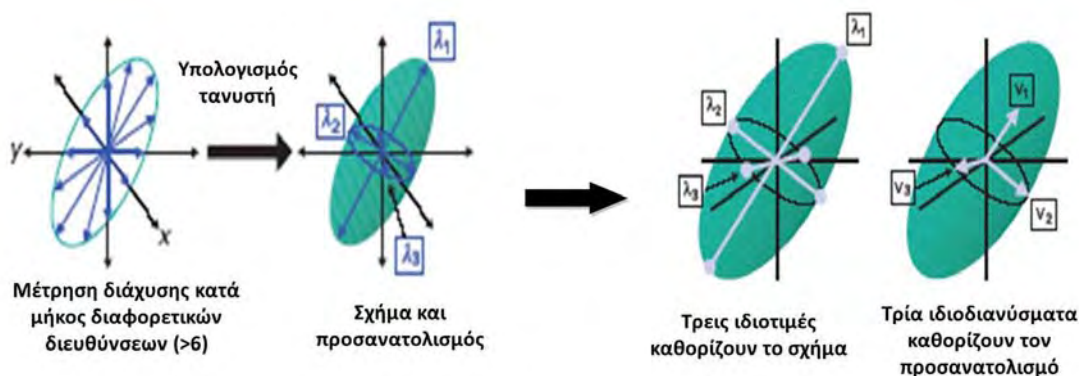 Υπολογισμός
τανυστή
y
x
λ1
λ2
λ3
λ1
λ2
λ3
V1
V2
V3
Μέτρηση διάχυσης κατά
μήκος διαφορετικών
διευθύνσεων (>6)
Σχήμα και
προσανατολισμός
Τρεις ιδιοτιμές
καθορίζουν το σχήμα
Τρία ιδιοδιανύσματα
καθορίζουν τον
προσανατολισμό